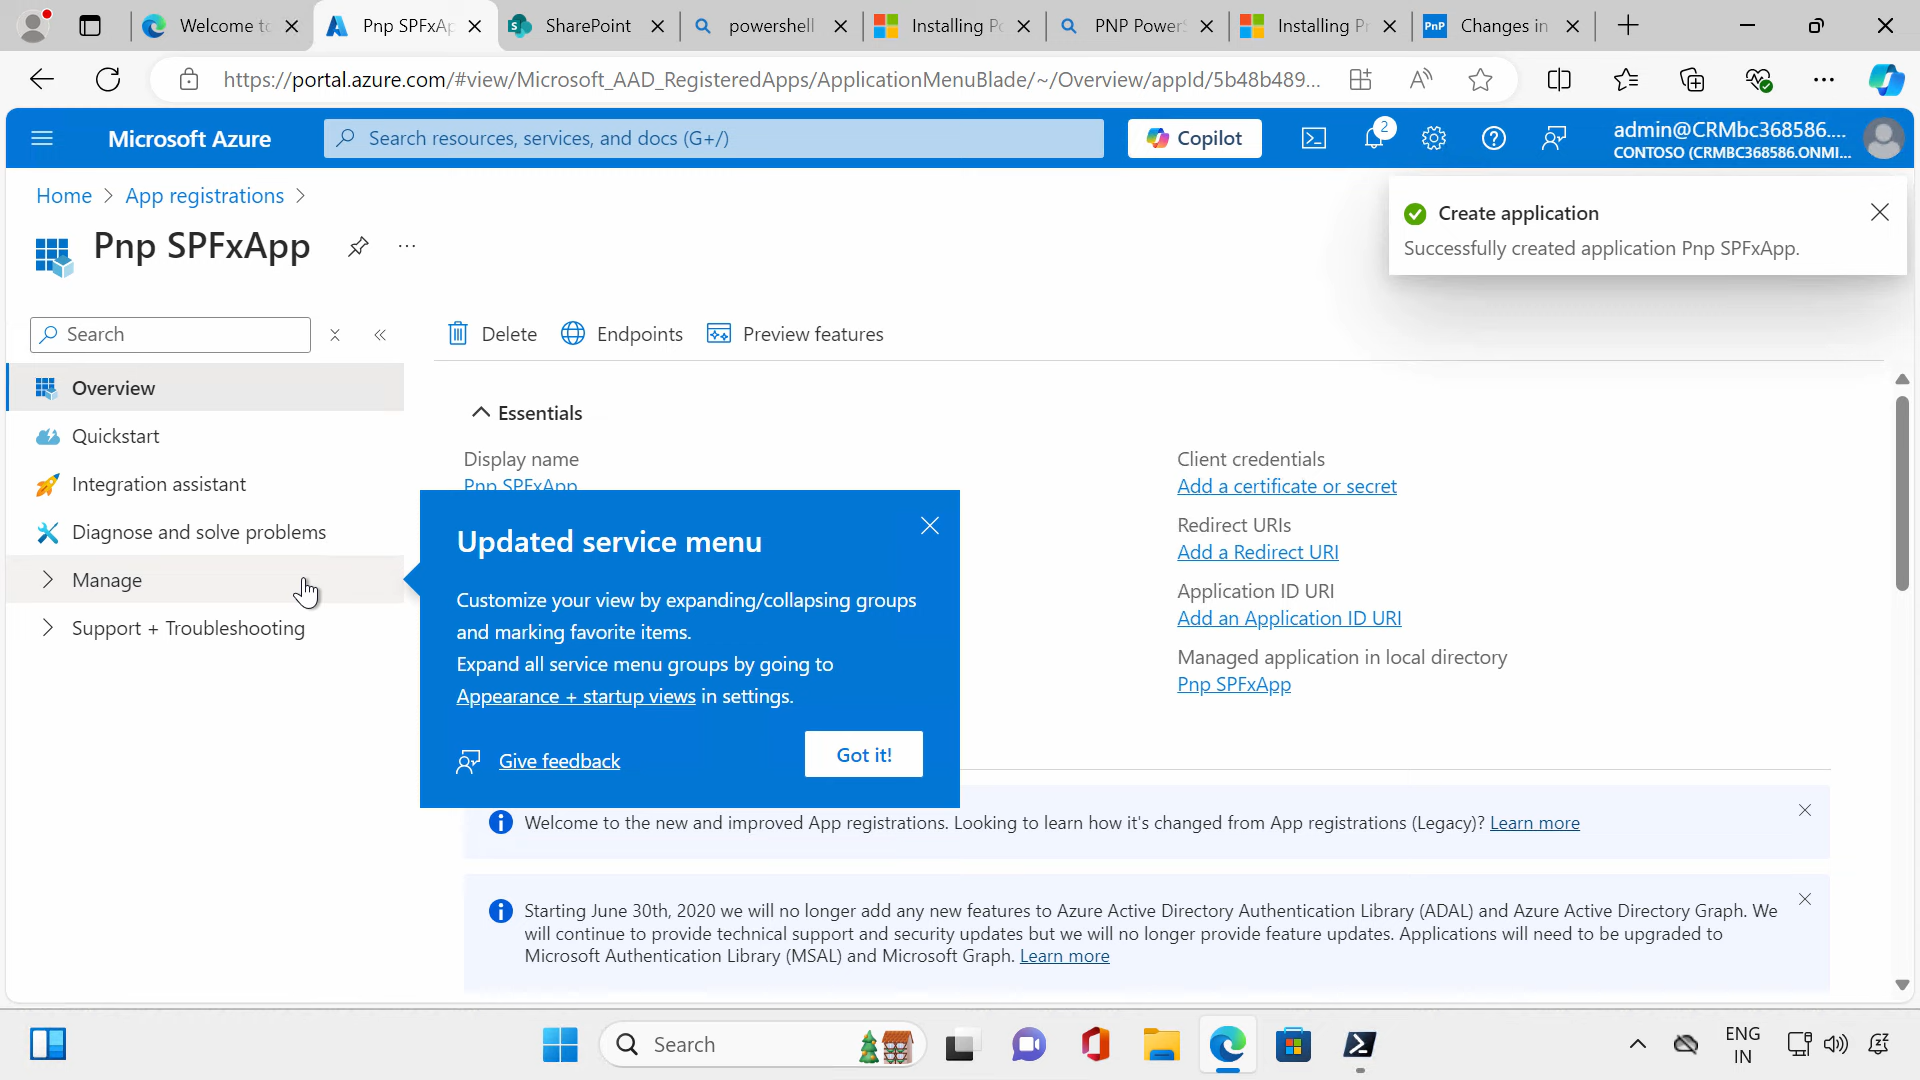 Welcome to
Pnp SPFxAp
SharePoint
powershell
Installing Po
PNP Power
Installing Pr
PnP
Changes in
https://portal.azure.com/#view/Microsoft_AAD_RegisteredApps/ApplicationMenuBlade/~/Overview/appId/5b48b489...
Microsoft Azure
Search resources, services, and docs (G+/)
Copilot
2
admin@CRMbc368586....
CONTOSO (CRMBC368586.ONMI...
Home > App registrations >
Pnp SPFxApp
Create application
Successfully created application Pnp SPFxApp.
Search
Delete
Endpoints
Preview features
Overview
Quickstart
Integration assistant
Diagnose and solve problems
Manage
Support + Troubleshooting
Essentials
Display name
Pnp SPFxApp
Client credentials
Add a certificate or secret
Redirect URIs
Add a Redirect URI
Application ID URI
Add an Application ID URI
Managed application in local directory
Pnp SPFxApp
Updated service menu
Customize your view by expanding/collapsing groups
and marking favorite items.
Expand all service menu groups by going to
Appearance + startup views in settings.
Give feedback
Got it!
Welcome to the new and improved App registrations. Looking to learn how it's changed from App registrations (Legacy)? Learn more
Starting June 30th, 2020 we will no longer add any new features to Azure Active Directory Authentication Library (ADAL) and Azure Active Directory Graph. We
will continue to provide technical support and security updates but we will no longer provide feature updates. Applications will need to be upgraded to
Microsoft Authentication Library (MSAL) and Microsoft Graph. Learn more
Search
ENG
IN